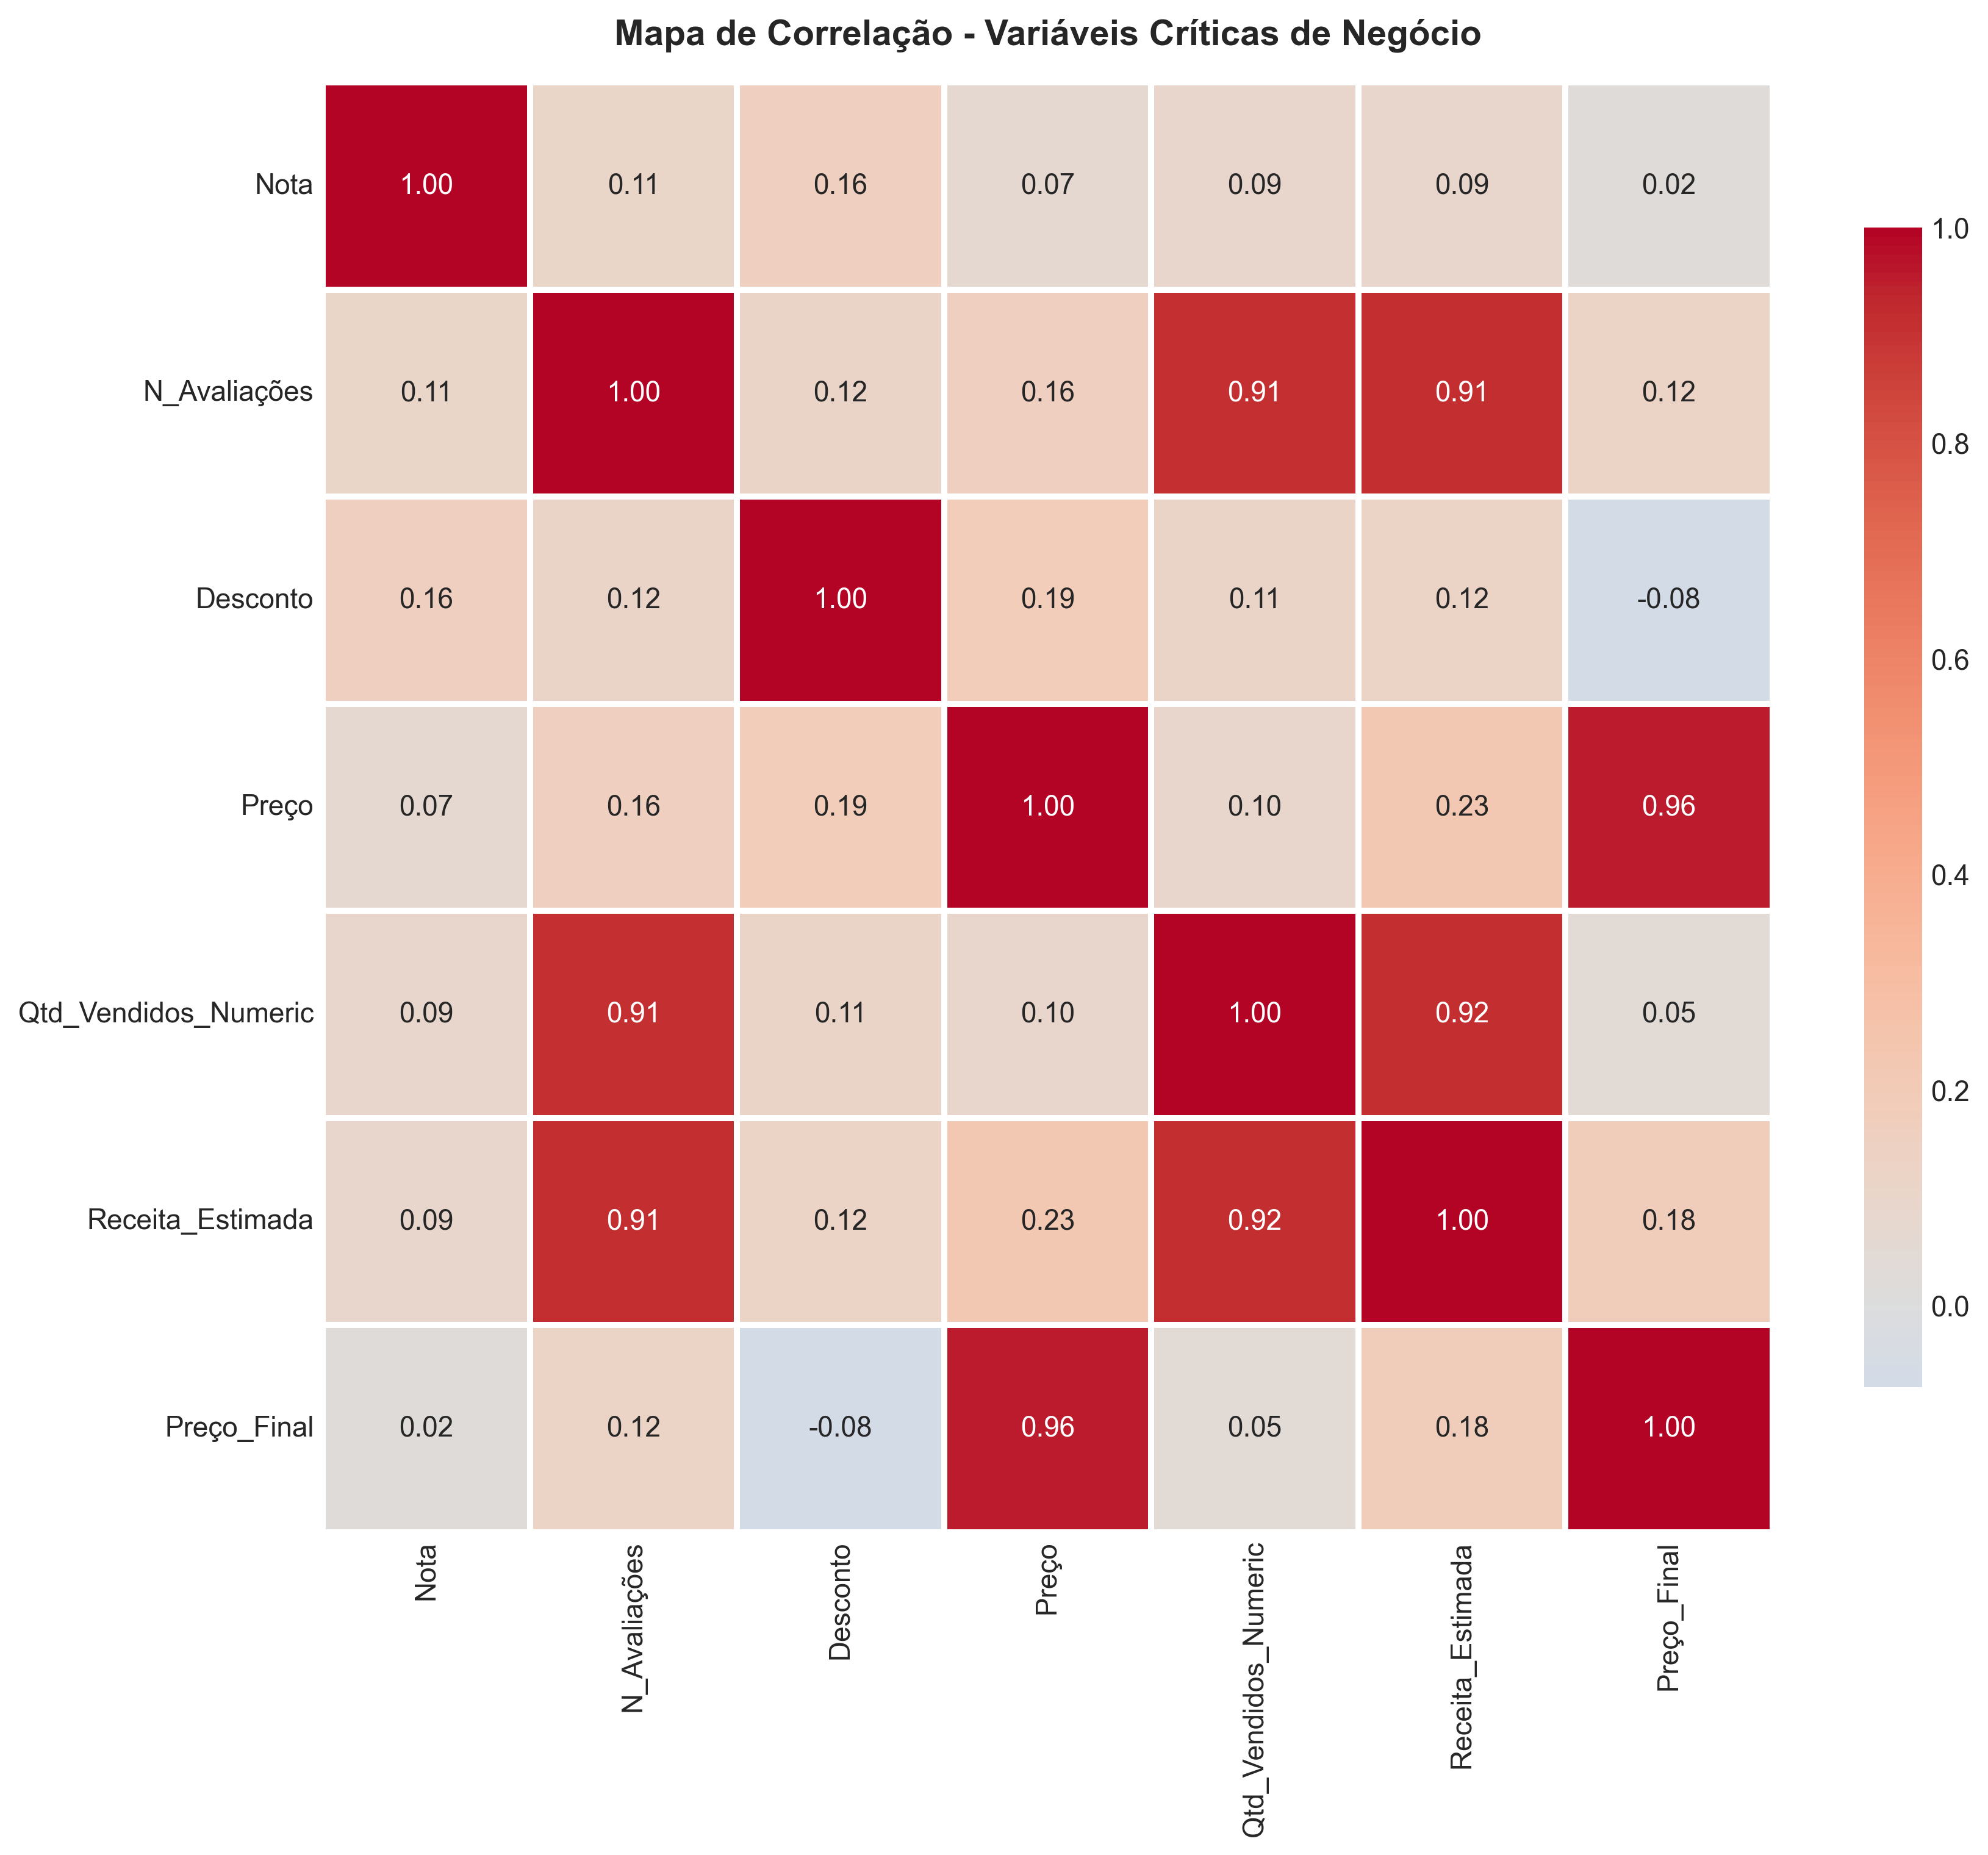 Mapa de Correlação - Variáveis Críticas de Negócio
Nota 1.00 0.11 0.16 0.07 0.09 0.09 0.02
N_Avaliações 0.11 1.00 0.12 0.16 0.91 0.91 0.12
Desconto 0.16 0.12 1.00 0.19 0.11 0.12 -0.08
Preço 0.07 0.16 0.19 1.00 0.10 0.23 0.96
Qtd_Vendidos_Numeric 0.09 0.91 0.11 0.10 1.00 0.92 0.05
Receita_Estimada 0.09 0.91 0.12 0.23 0.92 1.00 0.18
Preço_Final 0.02 0.12 -0.08 0.96 0.05 0.18 1.00
Nota
N_Avaliações
Desconto
Preço
Qtd_Vendidos_Numeric
Receita_Estimada
Preço_Final
1.0
0.8
0.6
0.4
0.2
0.0